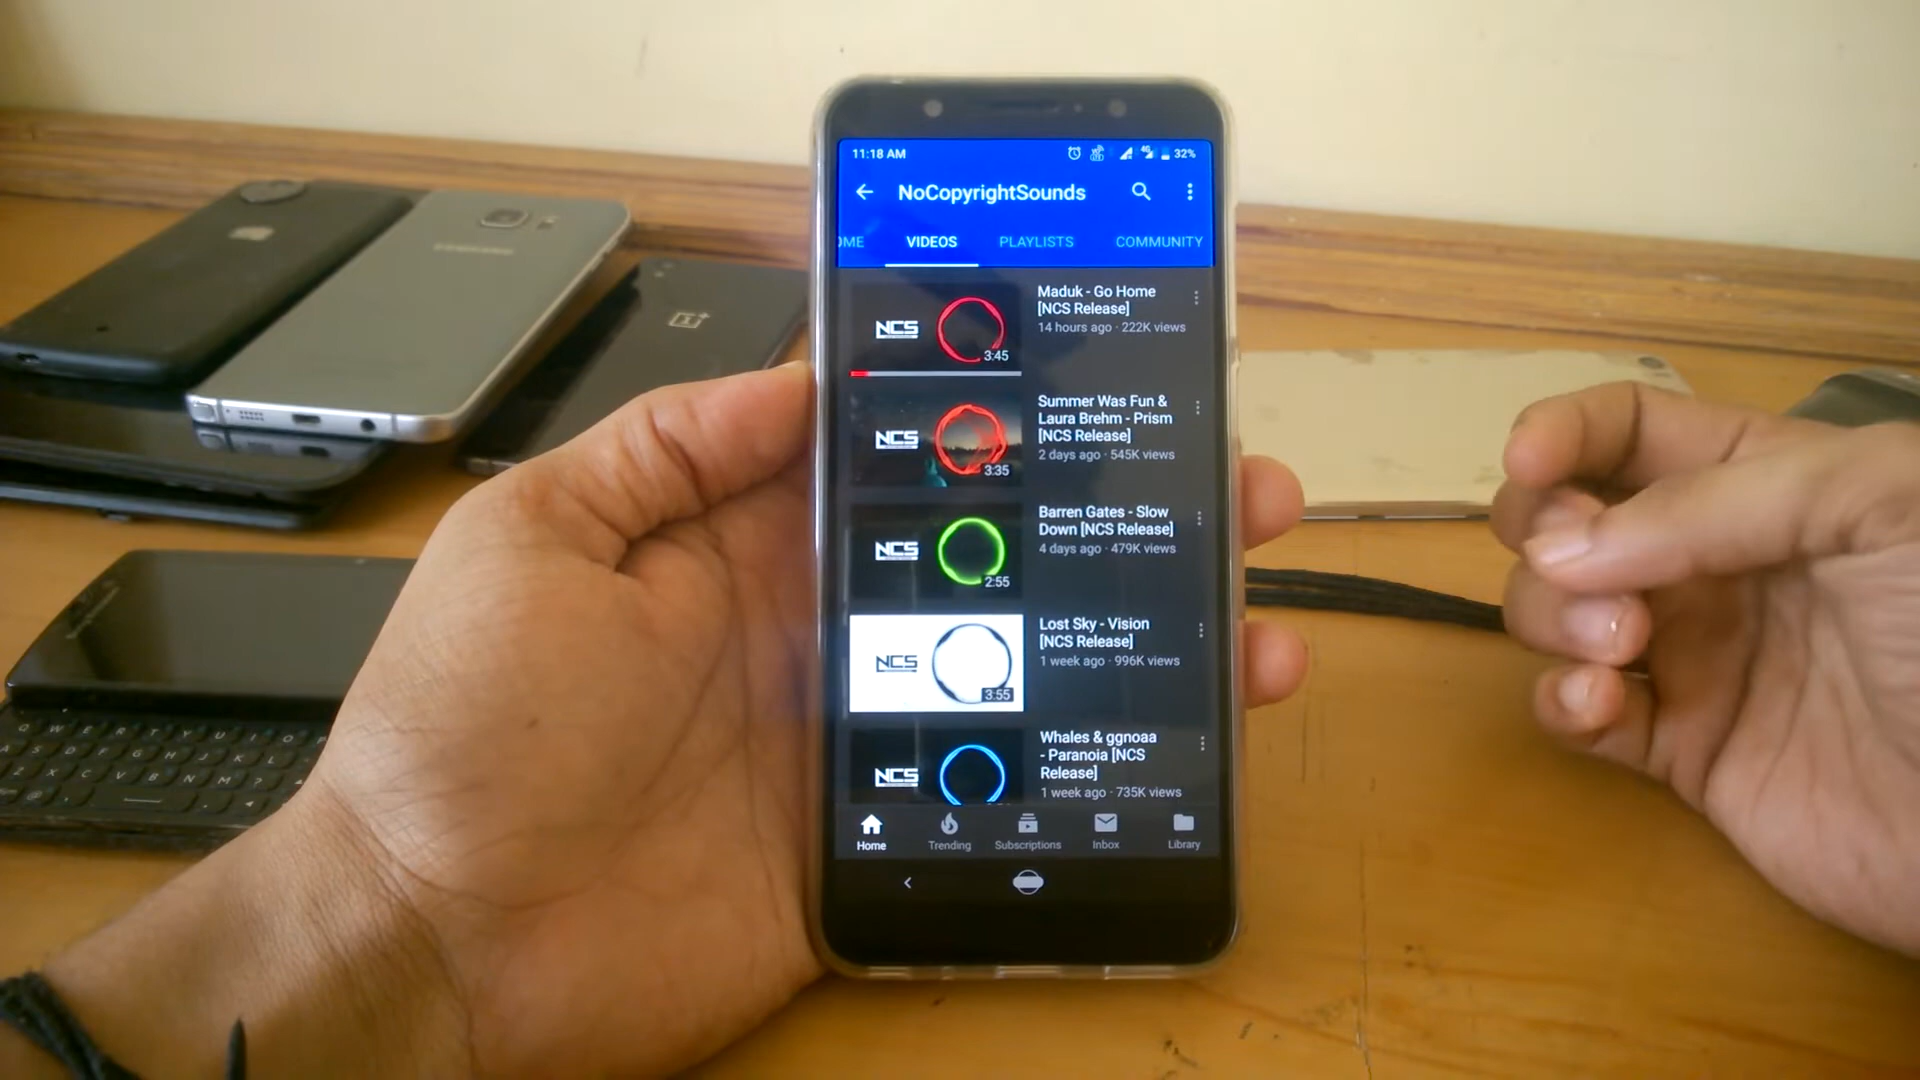 11:18 AM 4G 32%
NoCopyrightSounds
OME VIDEOS PLAYLISTS COMMUNITY
NCS 3:45
Maduk - Go Home
[NCS Release]
14 hours ago · 222K views
NCS 3:35
Summer Was Fun &
Laura Brehm - Prism
[NCS Release]
2 days ago · 545K views
NCS 2:55
Barren Gates - Slow
Down [NCS Release]
4 days ago · 479K views
NCS 3:55
Lost Sky - Vision
[NCS Release]
1 week ago · 996K views
NCS
Whales & ggnoaa
- Paranoia [NCS
Release]
1 week ago · 735K views
Home Trending Subscriptions Inbox Library
SAMSUNG
Q W E R T Y U I O P
A S D F G H J K L
Z X C V B N M ?